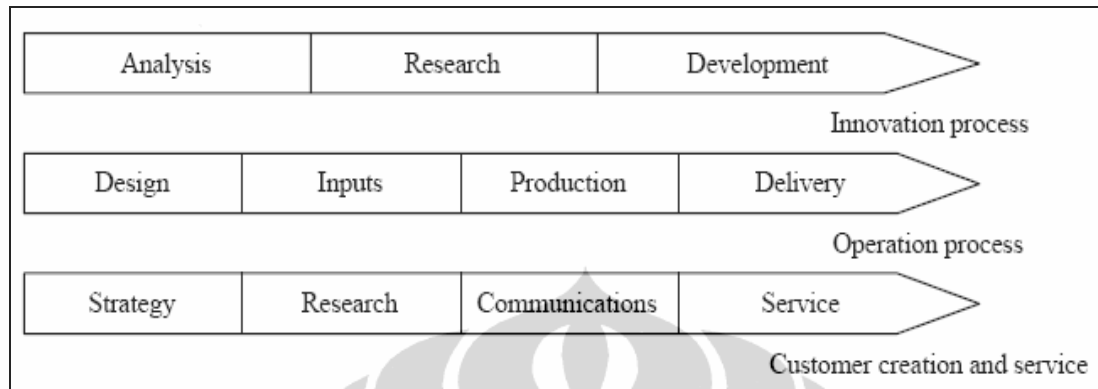 Analysis Research Development
Innovation process
Design Inputs Production Delivery
Operation process
Strategy Research Communications Service
Customer creation and service